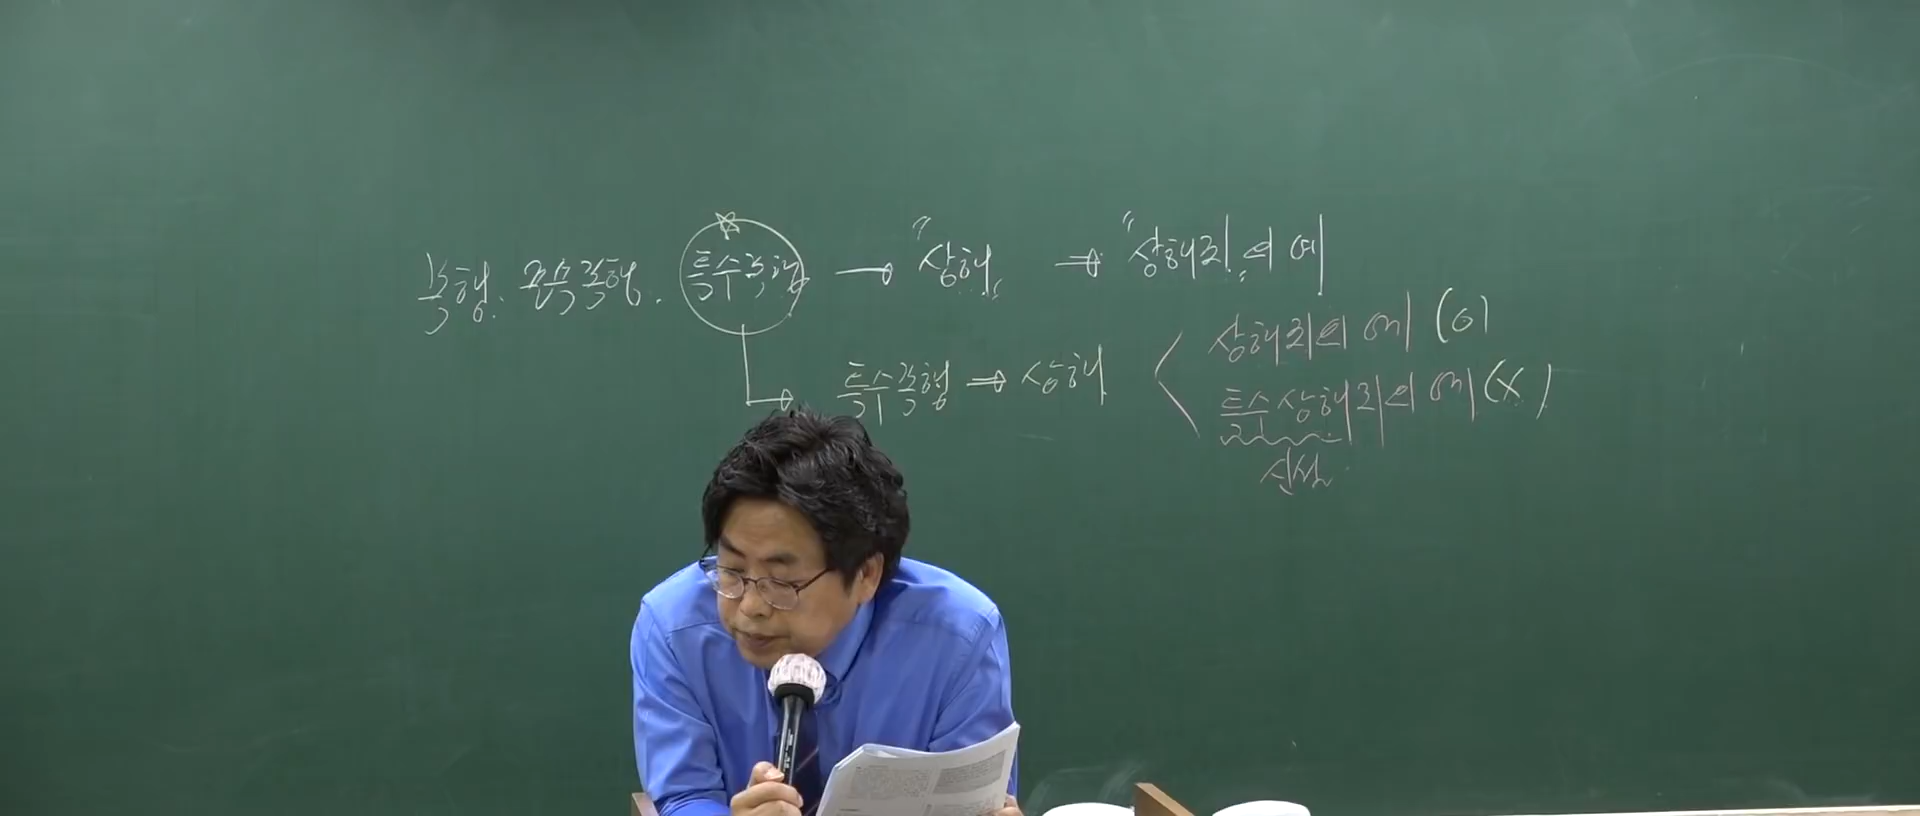 폭행. 존속폭행. 특수폭행 → "상해" ⇒ "상해죄"의 예
특수폭행 ⇒ 상해 < 상해죄의 예 (O)
특수상해죄의 예 (X)
신설